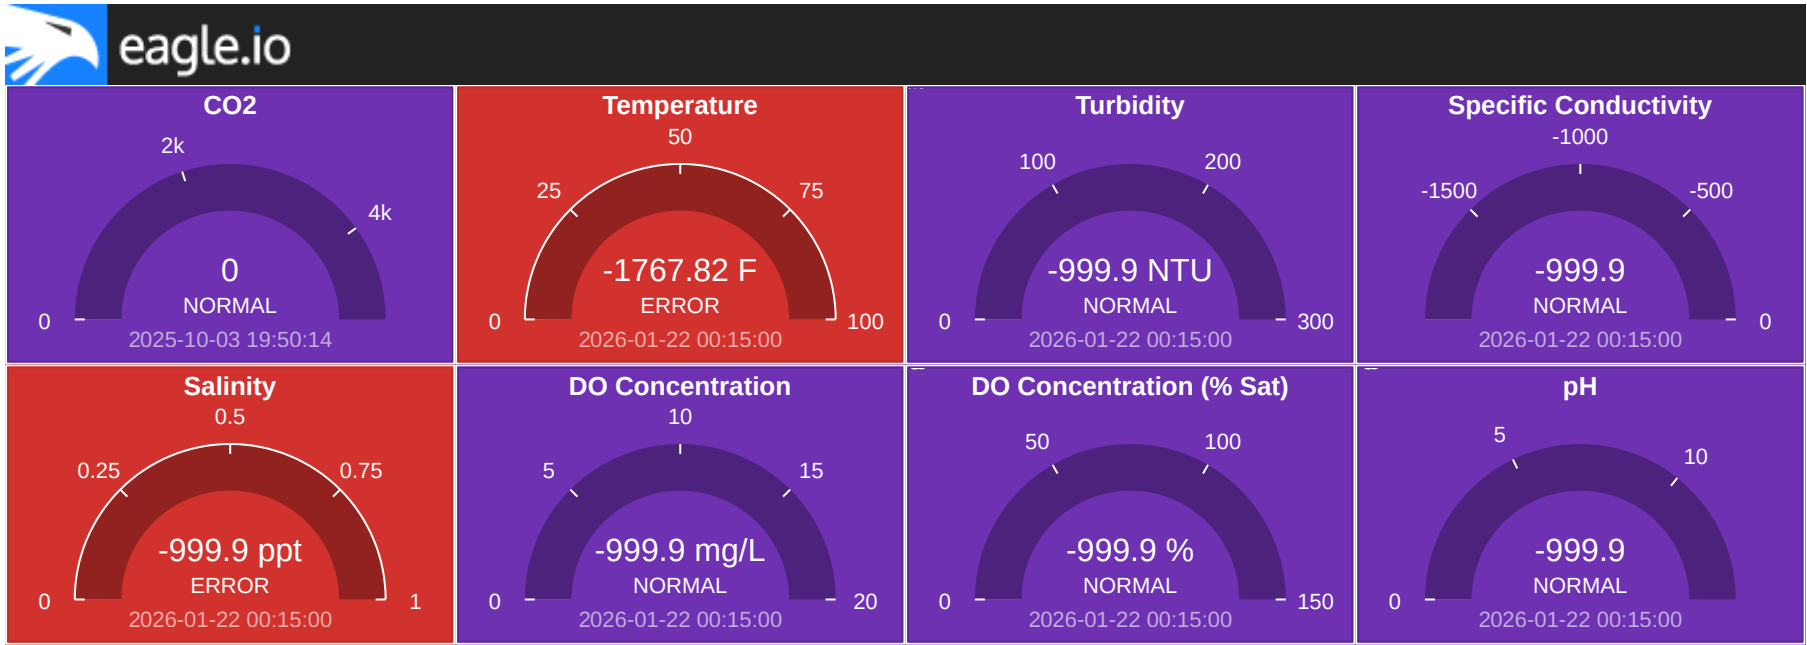 eagle.io
CO2
2k
4k
0
0
NORMAL
2025-10-03 19:50:14
Temperature
50
25
75
-1767.82 F
ERROR
0
100
2026-01-22 00:15:00
Turbidity
100
200
-999.9 NTU
NORMAL
0
300
2026-01-22 00:15:00
Specific Conductivity
-1000
-1500
-500
-999.9
NORMAL
0
2026-01-22 00:15:00
Salinity
0.5
0.25
0.75
-999.9 ppt
ERROR
0
1
2026-01-22 00:15:00
DO Concentration
10
5
15
-999.9 mg/L
NORMAL
0
20
2026-01-22 00:15:00
DO Concentration (% Sat)
50
100
-999.9 %
NORMAL
0
150
2026-01-22 00:15:00
pH
5
10
-999.9
NORMAL
0
2026-01-22 00:15:00